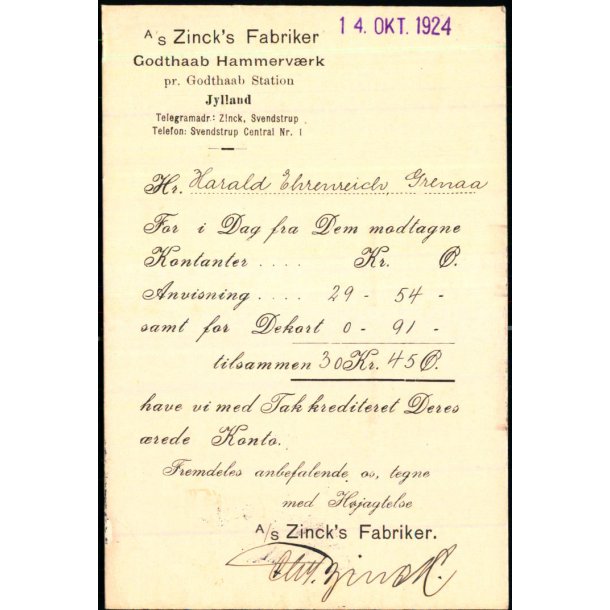 A/s Zinck's Fabriker
14. OKT. 1924
Godthaab Hammerværk
pr. Godthaab Station
Jylland
Telegramadr.: Zinck, Svendstrup
Telefon: Svendstrup Central Nr. 1
Hr. Harald Ehrenreich, Grenaa
For i Dag fra Dem modtagne
Kontanter .... Kr. Ø.
Anvisning .... 29 - 54 -
samt for Dekort 0 - 91 -
tilsammen 30 Kr. 45 Ø.
have vi med Tak krediteret Deres
ærede Konto.
Fremdeles anbefalende os, tegne
med Højagtelse
A/s Zinck's Fabriker.
Zinck.